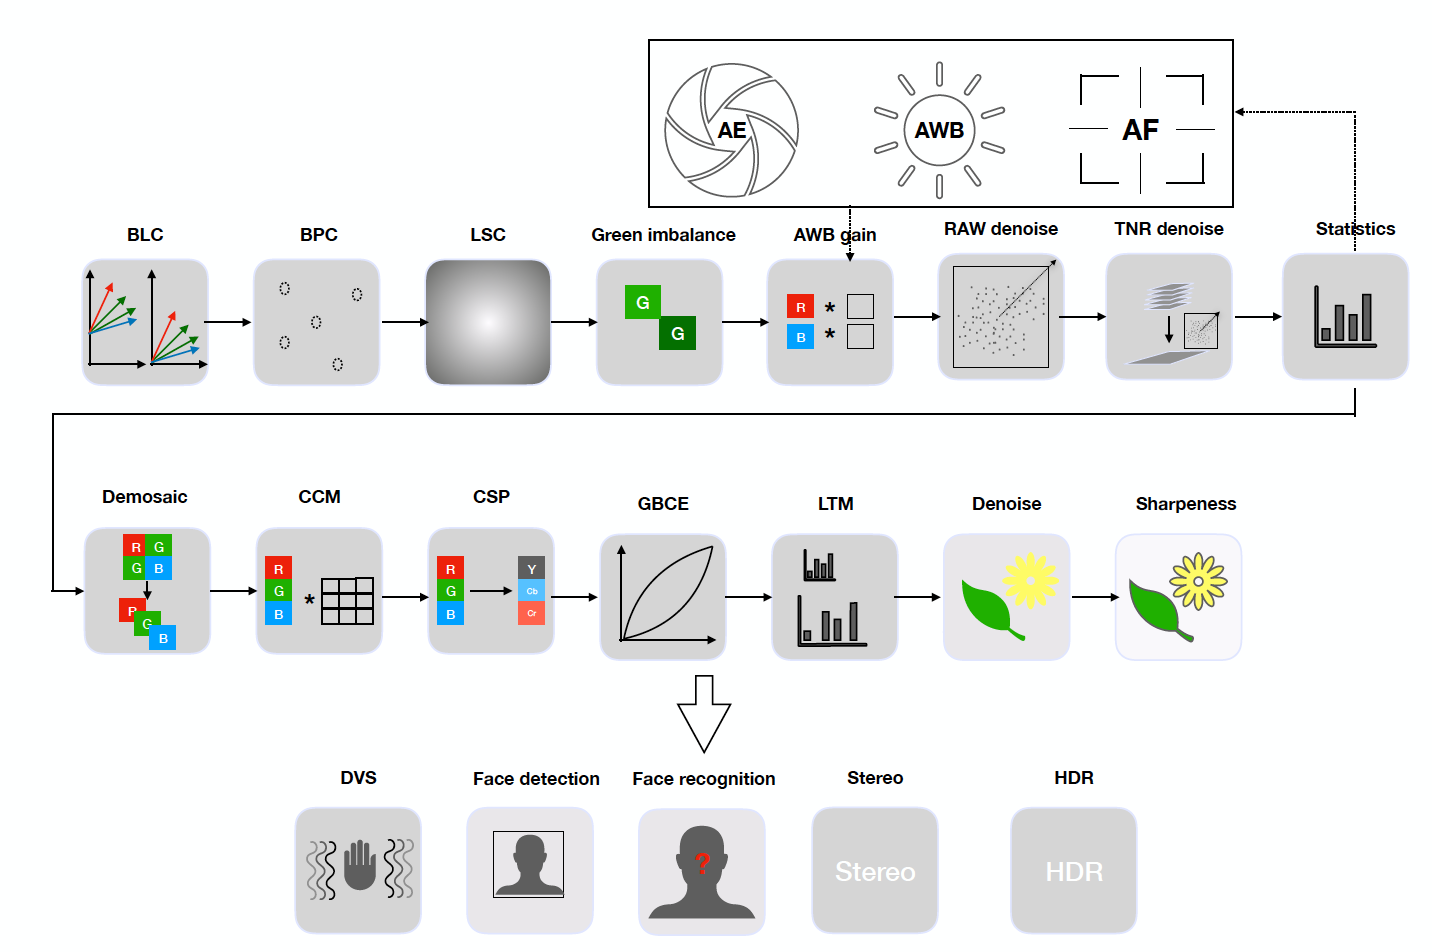 AE
AWB
AF
BLC
BPC
LSC
Green imbalance
AWB gain
RAW denoise
TNR denoise
Statistics
G
G
R *
B *
Demosaic
CCM
CSP
GBCE
LTM
Denoise
Sharpeness
R G
G B
R
G
B
R
G
B
*
R
G
B
Y
Cb
Cr
DVS
Face detection
Face recognition
Stereo
HDR
?
Stereo
HDR